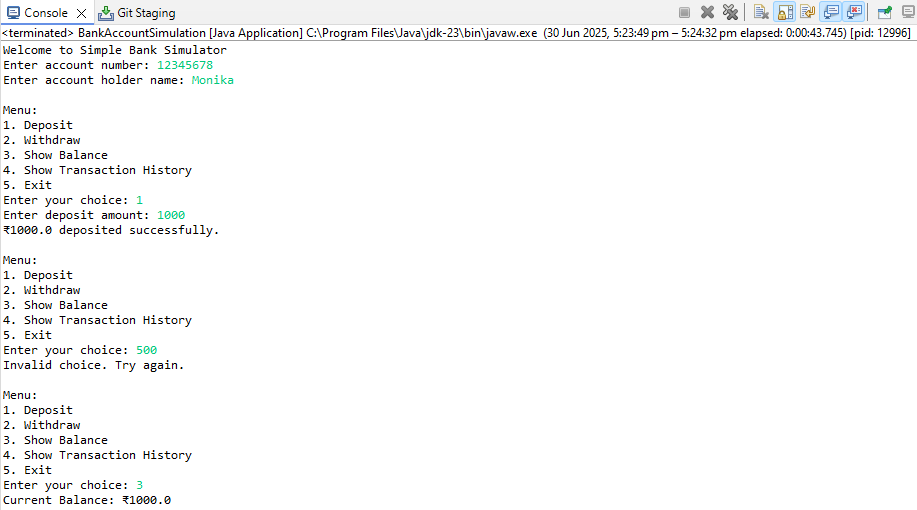 Console Git Staging
<terminated> BankAccountSimulation [Java Application] C:\Program Files\Java\jdk-23\bin\javaw.exe (30 Jun 2025, 5:23:49 pm – 5:24:32 pm elapsed: 0:00:43.745) [pid: 12996]
Welcome to Simple Bank Simulator
Enter account number: 12345678
Enter account holder name: Monika

Menu:
1. Deposit
2. Withdraw
3. Show Balance
4. Show Transaction History
5. Exit
Enter your choice: 1
Enter deposit amount: 1000
₹1000.0 deposited successfully.

Menu:
1. Deposit
2. Withdraw
3. Show Balance
4. Show Transaction History
5. Exit
Enter your choice: 500
Invalid choice. Try again.

Menu:
1. Deposit
2. Withdraw
3. Show Balance
4. Show Transaction History
5. Exit
Enter your choice: 3
Current Balance: ₹1000.0